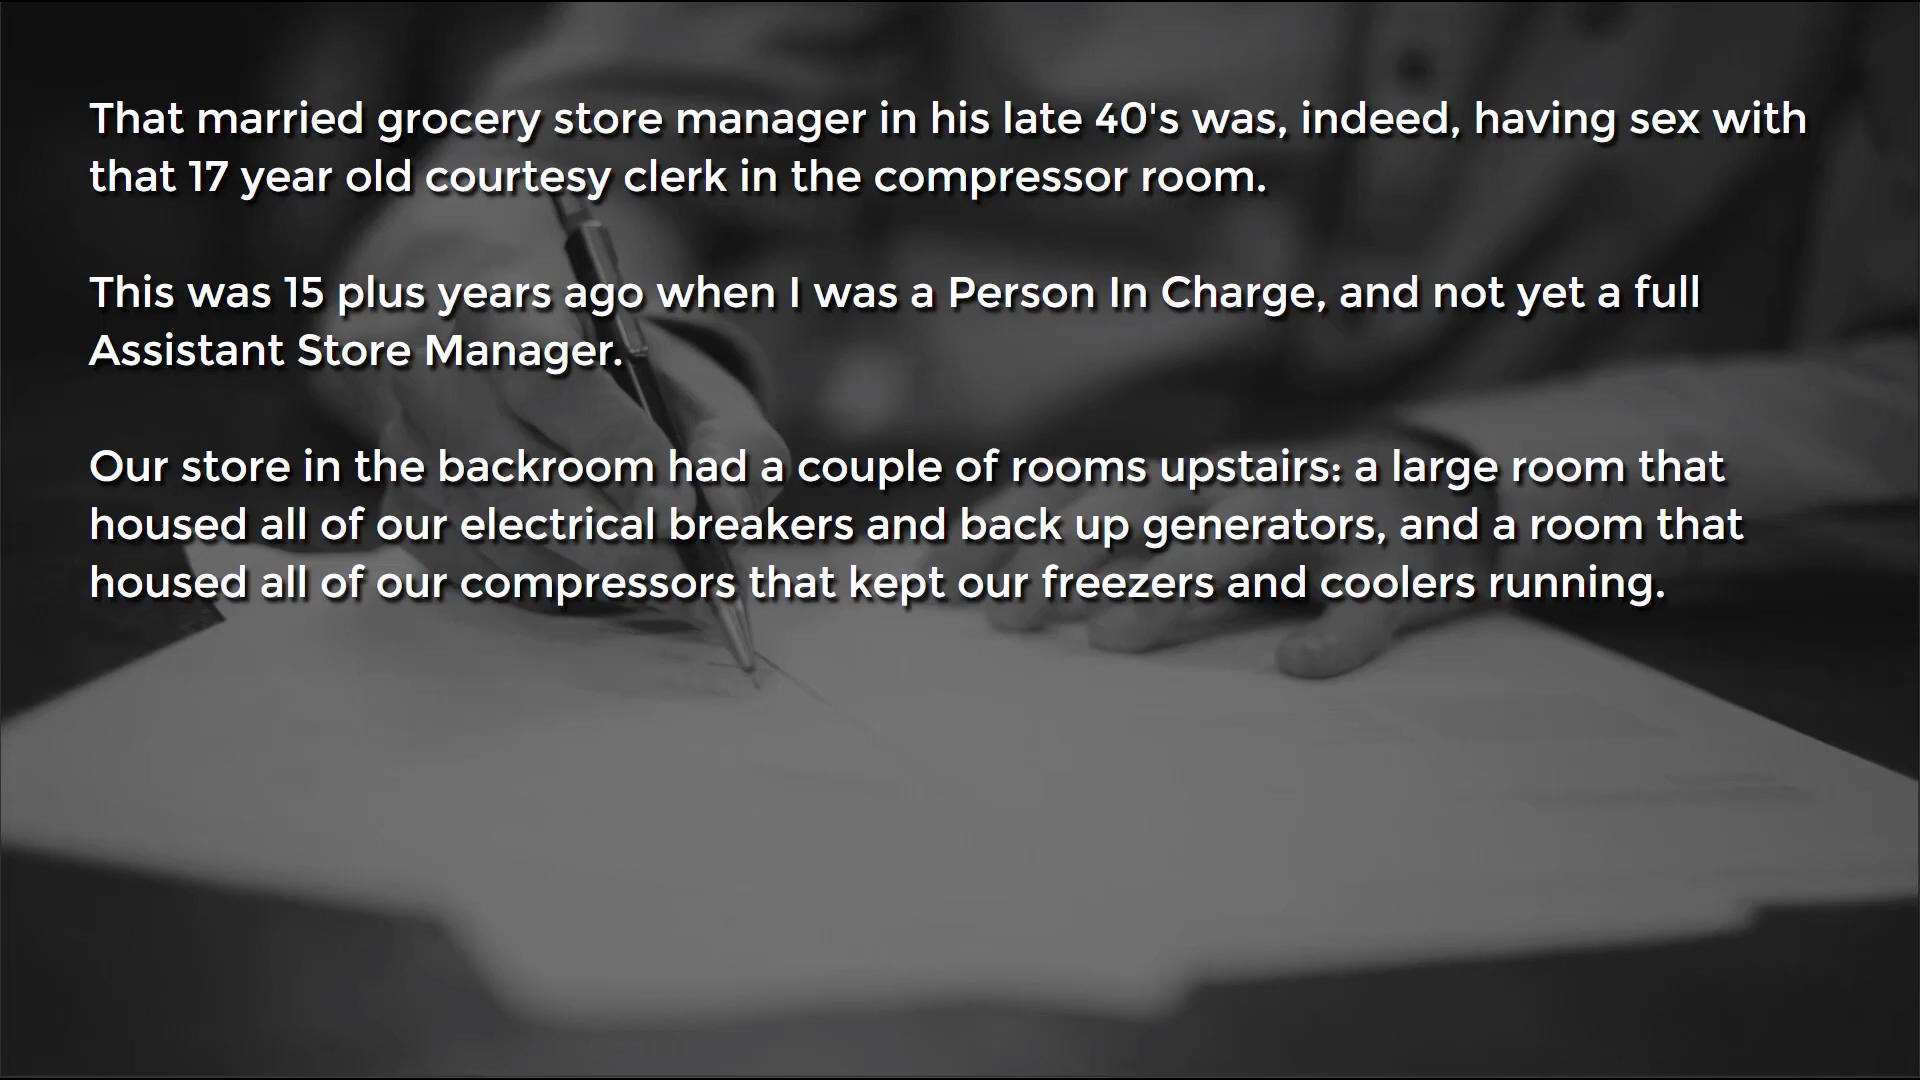 That married grocery store manager in his late 40's was, indeed, having sex with
that 17 year old courtesy clerk in the compressor room.
This was 15 plus years ago when I was a Person In Charge, and not yet a full
Assistant Store Manager.
Our store in the backroom had a couple of rooms upstairs: a large room that
housed all of our electrical breakers and back up generators, and a room that
housed all of our compressors that kept our freezers and coolers running.